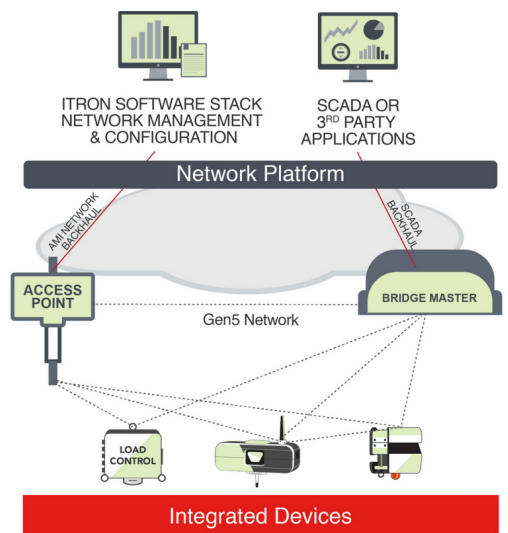 ITRON SOFTWARE STACK
NETWORK MANAGEMENT
& CONFIGURATION
SCADA OR
3RD PARTY
APPLICATIONS
Network Platform
AMI NETWORK
BACKHAUL
SCADA
BACKHAUL
ACCESS
POINT
BRIDGE MASTER
Gen5 Network
LOAD
CONTROL
Integrated Devices